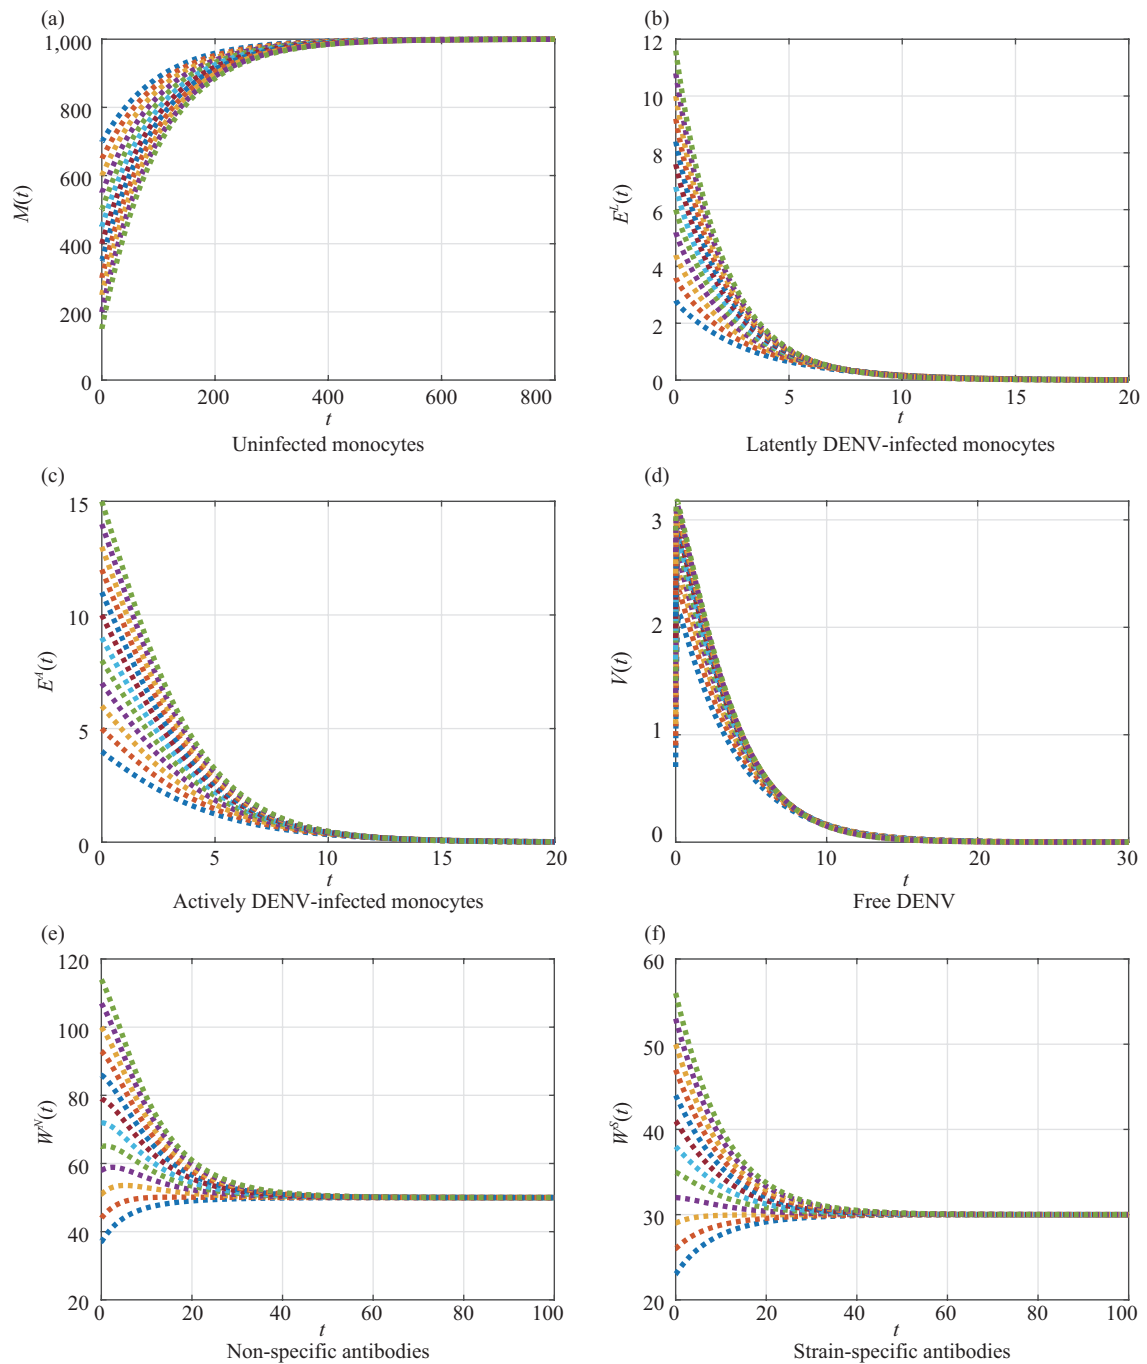 (a)
1,000
800
600
400
200
0
M(t)
0 200 400 600 800
t
Uninfected monocytes
(b)
12
10
8
6
4
2
0
E^L(t)
0 5 10 15 20
t
Latently DENV-infected monocytes
(c)
15
10
5
0
E^A(t)
0 5 10 15 20
t
Actively DENV-infected monocytes
(d)
3
2
1
0
V(t)
0 10 20 30
t
Free DENV
(e)
120
100
80
60
40
20
W^N(t)
0 20 40 60 80 100
t
Non-specific antibodies
(f)
60
50
40
30
20
W^S(t)
0 20 40 60 80 100
t
Strain-specific antibodies